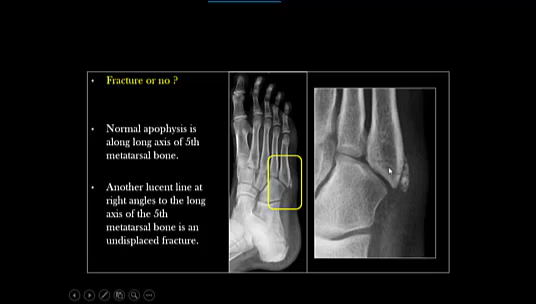 Fracture or no ?
Normal apophysis is
along long axis of 5th
metatarsal bone.
Another lucent line at
right angles to the long
axis of the 5th
metatarsal bone is an
undisplaced fracture.